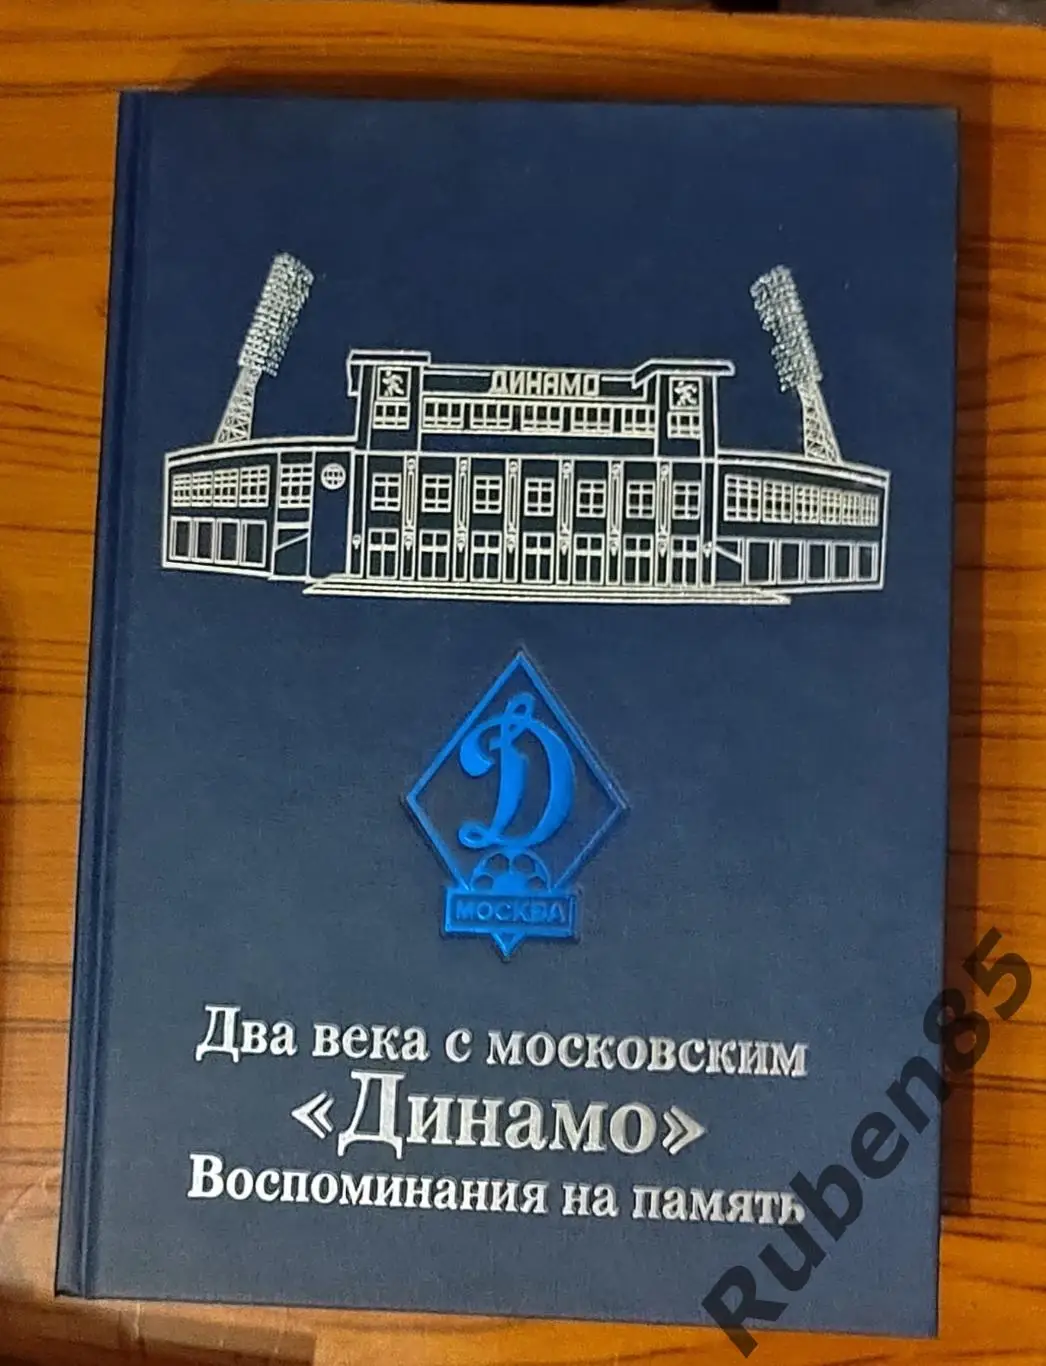 ДИНАМО
МОСКВА
Два века с московским
«Динамо»
Воспоминания на память
Ruben85